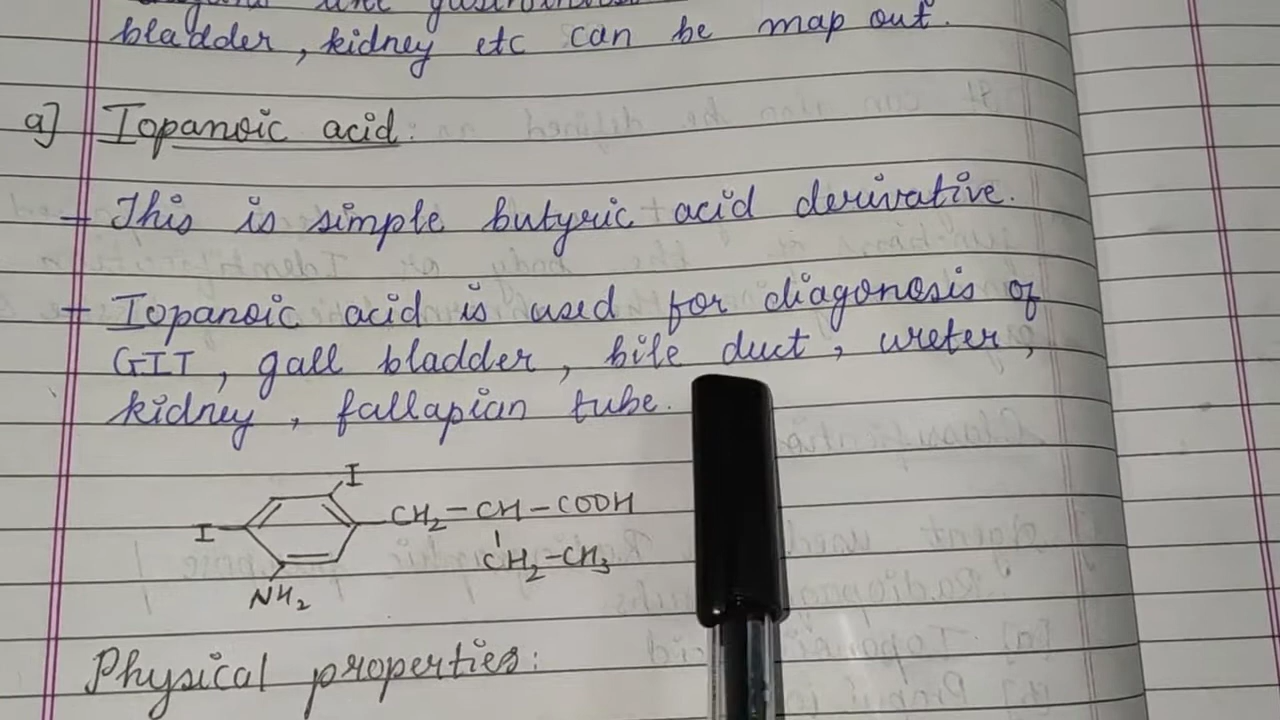 bladder, kidney etc can be map out.
a] Iopanoic acid:
- This is simple butyric acid derivative.
- Iopanoic acid is used for diagonosis of
GIT, gall bladder, bile duct, ureter,
kidney, fallapian tube.
I
I
CH2-CH-COOH
CH2-CH3
NH2
Physical properties: